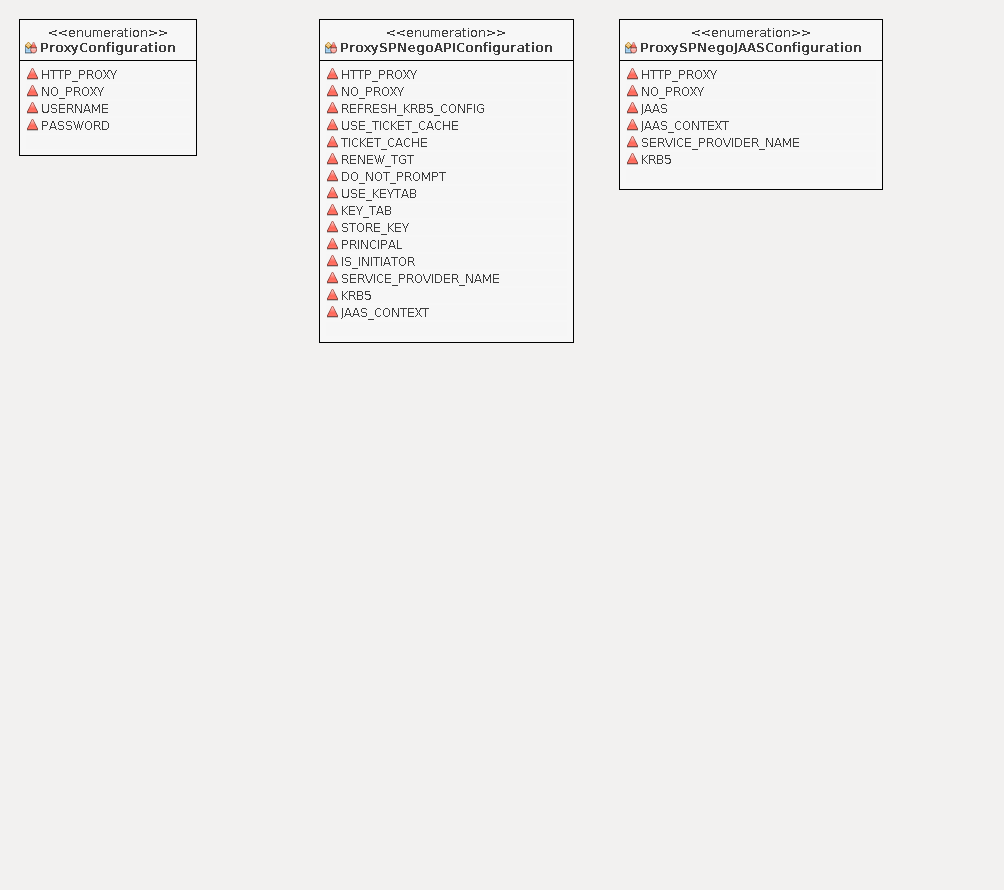 <<enumeration>>
ProxyConfiguration
HTTP_PROXY
NO_PROXY
USERNAME
PASSWORD
<<enumeration>>
ProxySPNegoAPIConfiguration
HTTP_PROXY
NO_PROXY
REFRESH_KRB5_CONFIG
USE_TICKET_CACHE
TICKET_CACHE
RENEW_TGT
DO_NOT_PROMPT
USE_KEYTAB
KEY_TAB
STORE_KEY
PRINCIPAL
IS_INITIATOR
SERVICE_PROVIDER_NAME
KRB5
JAAS_CONTEXT
<<enumeration>>
ProxySPNegoJAASConfiguration
HTTP_PROXY
NO_PROXY
JAAS
JAAS_CONTEXT
SERVICE_PROVIDER_NAME
KRB5